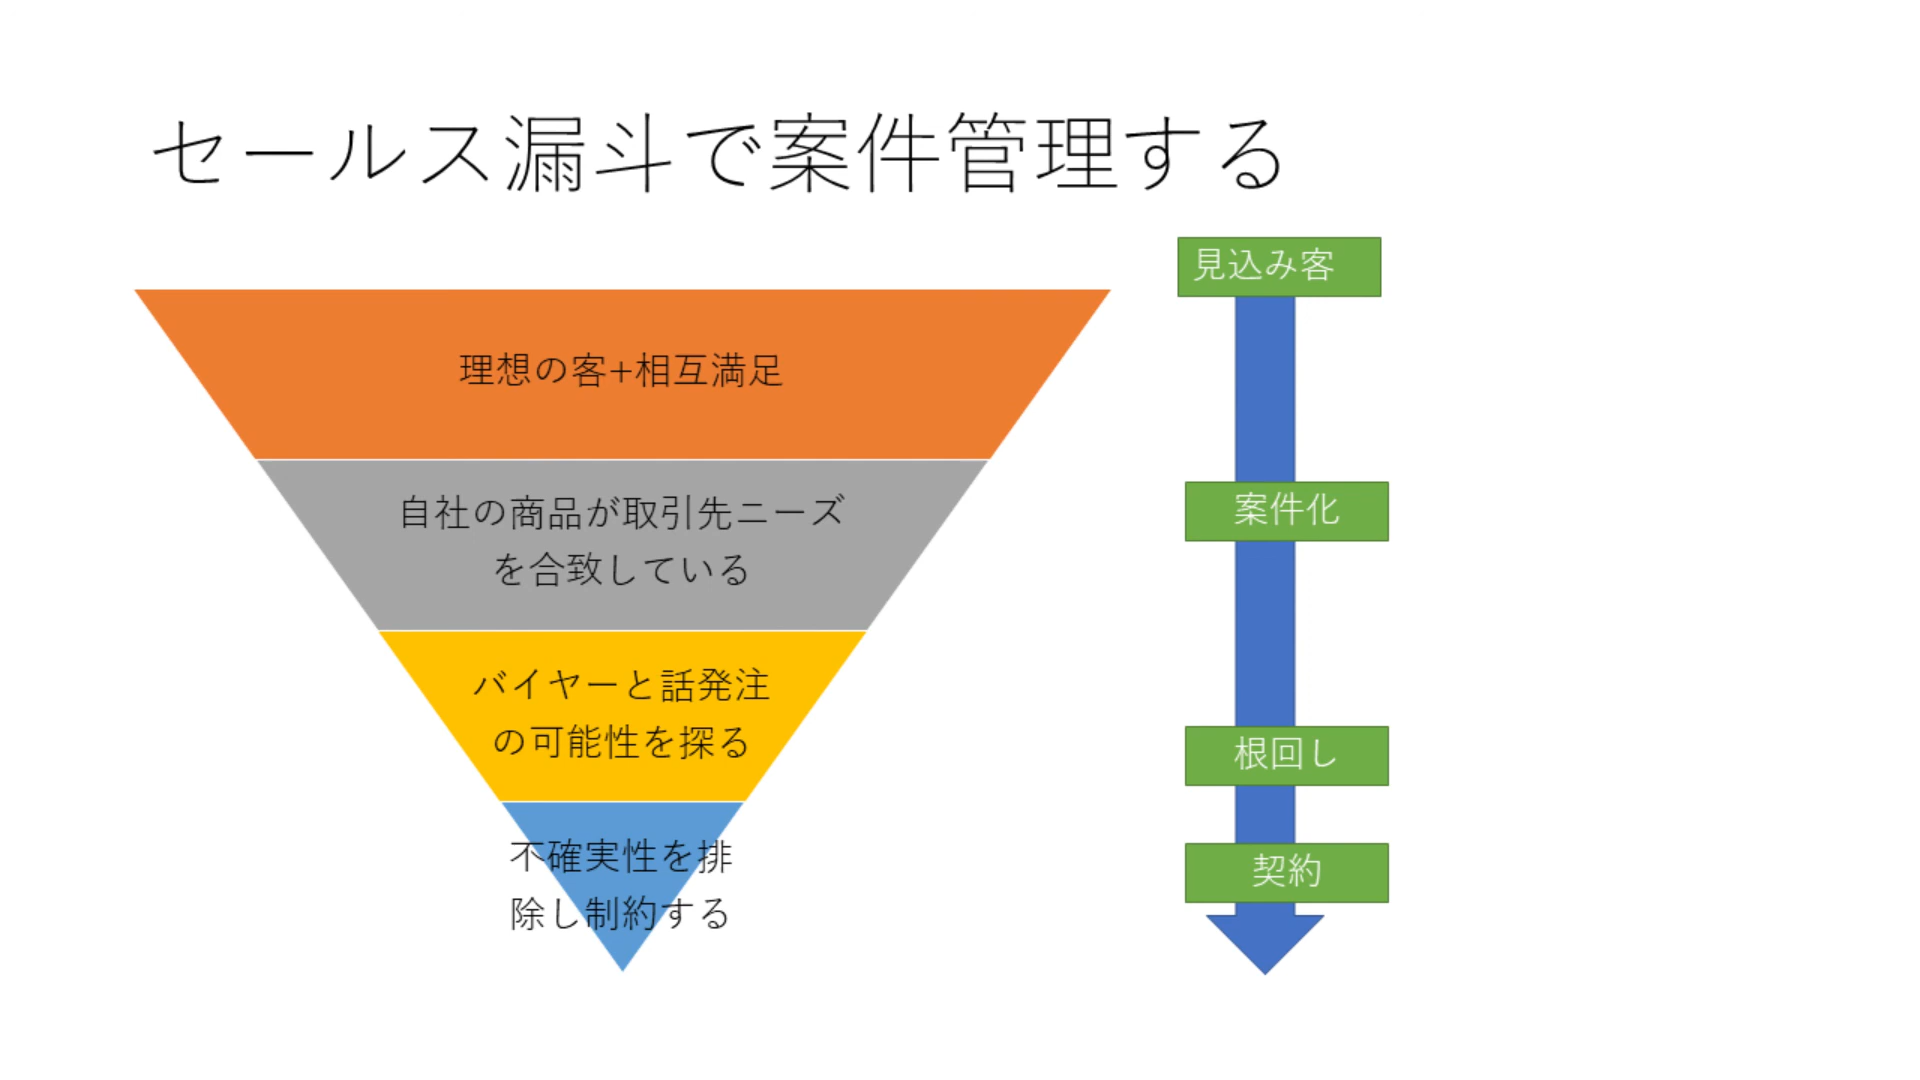 セールス漏斗で案件管理する
理想の客+相互満足
自社の商品が取引先ニーズ
を合致している
バイヤーと話発注
の可能性を探る
不確実性を排
除し制約する
見込み客
案件化
根回し
契約